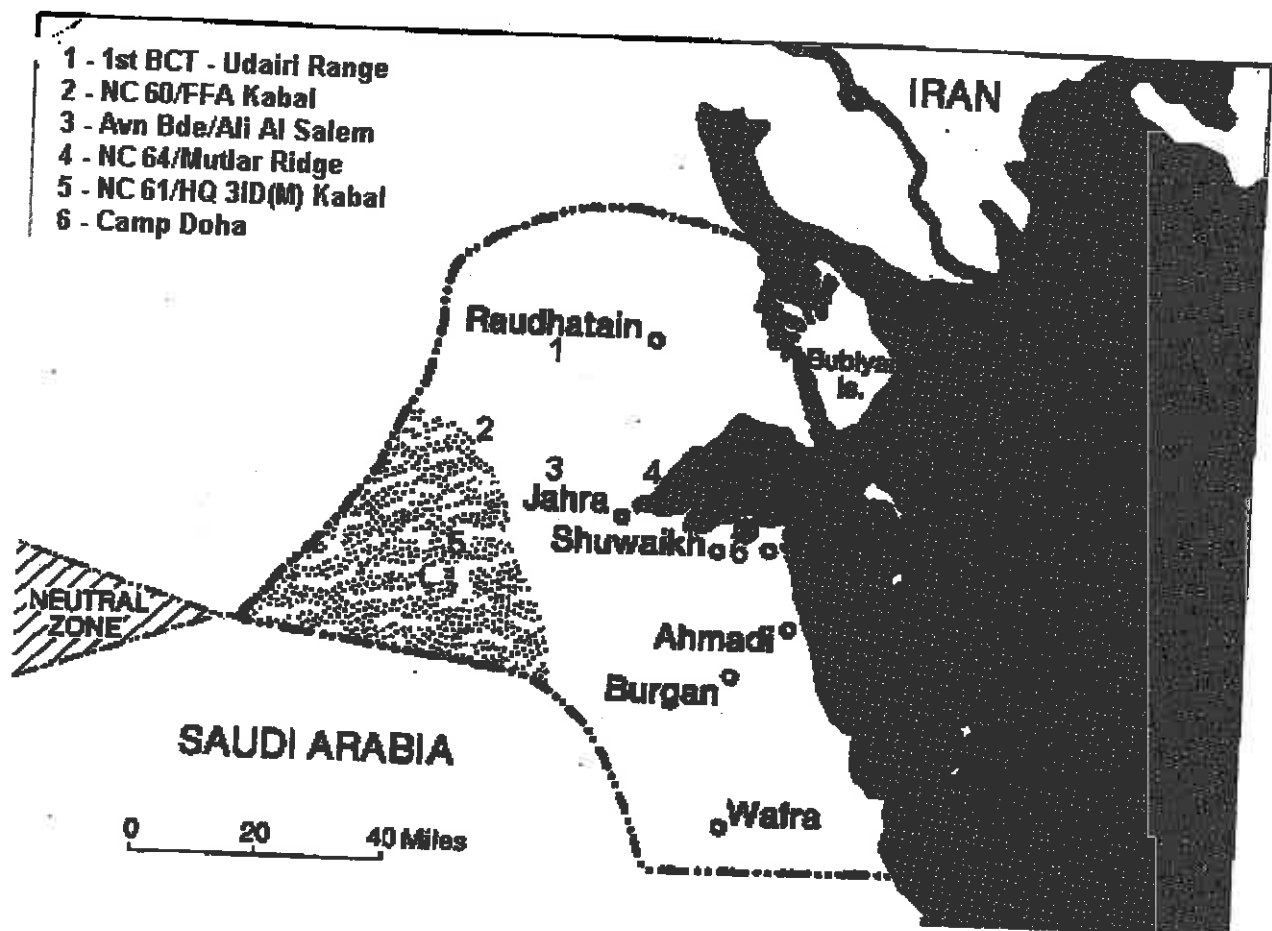 1 - 1st BCT - Udairi Range
2 - NC 60/FFA Kabal
3 - Avn Bde/Ali Al Salem
4 - NC 64/Mutlar Ridge
5 - NC 61/HQ 3ID(M) Kabal
6 - Camp Doha
IRAN
Raudhatain
1
Bubiyan
Is.
2
3
4
Jahra
5
Shuwaikh
6
NEUTRAL
ZONE
Ahmadi
Burgan
SAUDI ARABIA
Wafra
0 20 40 Miles